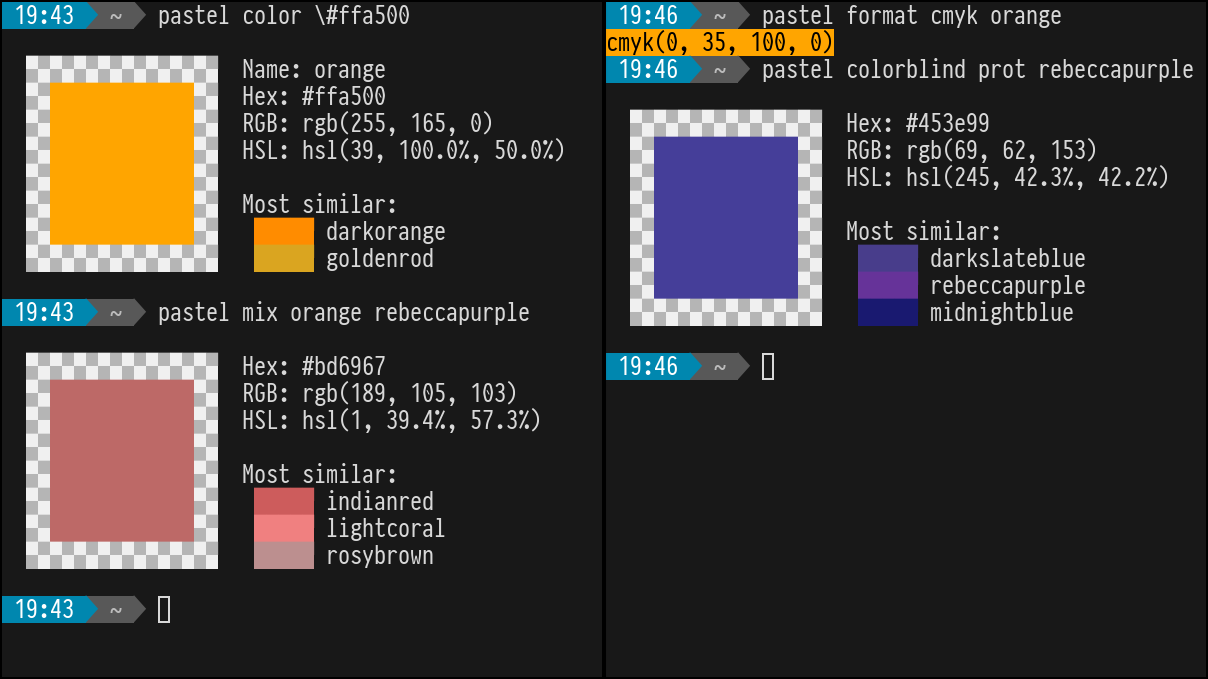 19:43 ~ pastel color \#ffa500
Name: orange
Hex: #ffa500
RGB: rgb(255, 165, 0)
HSL: hsl(39, 100.0%, 50.0%)
Most similar:
darkorange
goldenrod
19:43 ~ pastel mix orange rebeccapurple
Hex: #bd6967
RGB: rgb(189, 105, 103)
HSL: hsl(1, 39.4%, 57.3%)
Most similar:
indianred
lightcoral
rosybrown
19:43 ~
19:46 ~ pastel format cmyk orange
cmyk(0, 35, 100, 0)
19:46 ~ pastel colorblind prot rebeccapurple
Hex: #453e99
RGB: rgb(69, 62, 153)
HSL: hsl(245, 42.3%, 42.2%)
Most similar:
darkslateblue
rebeccapurple
midnightblue
19:46 ~